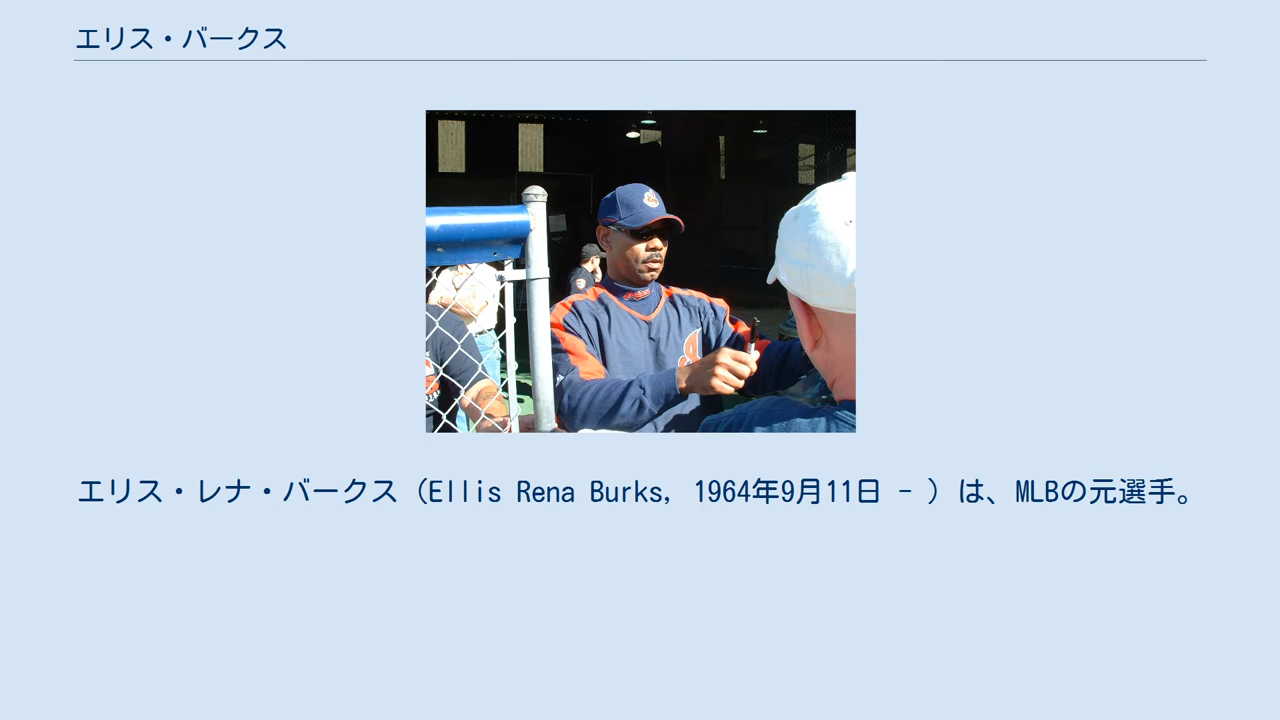 エリス・バークス
エリス・レナ・バークス（Ellis Rena Burks, 1964年9月11日 - ）は、MLBの元選手。